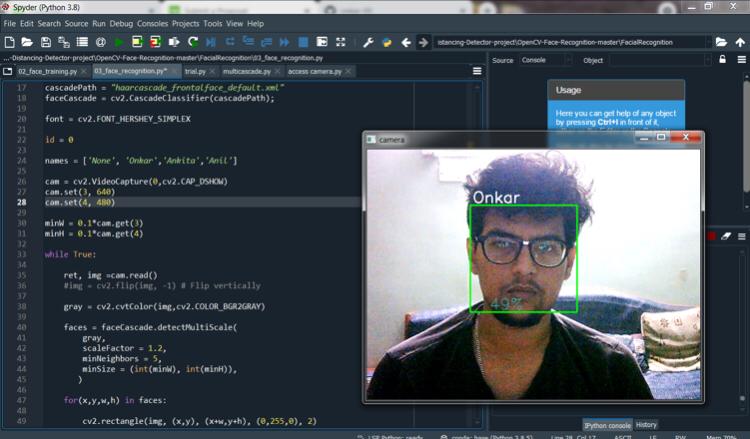 Spyder (Python 3.8)
File Edit Search Source Run Debug Consoles Projects Tools View Help
istancing-Detector-project\OpenCV-Face-Recognition-master\FacialRecognition
...-Distancing-Detector-project\OpenCV-Face-Recognition-master\FacialRecognition\03_face_recognition.py
02_face_training.py 03_face_recognition.py* trial.py multicascade.py access camera.py
Source Console Object
17 cascadePath = "haarcascade_frontalface_default.xml"
18 faceCascade = cv2.CascadeClassifier(cascadePath);
19
20 font = cv2.FONT_HERSHEY_SIMPLEX
21
22 id = 0
23
24 names = ['None', 'Onkar','Ankita','Anil']
25
26 cam = cv2.VideoCapture(0,cv2.CAP_DSHOW)
27 cam.set(3, 640)
28 cam.set(4, 480)
29
30 minW = 0.1*cam.get(3)
31 minH = 0.1*cam.get(4)
32
33 while True:
34
35 ret, img =cam.read()
36 #img = cv2.flip(img, -1) # Flip vertically
37
38 gray = cv2.cvtColor(img,cv2.COLOR_BGR2GRAY)
39
40 faces = faceCascade.detectMultiScale(
41 gray,
42 scaleFactor = 1.2,
43 minNeighbors = 5,
44 minSize = (int(minW), int(minH)),
45 )
46
47 for(x,y,w,h) in faces:
48
49 cv2.rectangle(img, (x,y), (x+w,y+h), (0,255,0), 2)
Usage
Here you can get help of any object
by pressing Ctrl+I in front of it,
camera
Onkar
49%
IPython console History
LSP Python: ready conda: base (Python 3.8.5) Line 28, Col 17 ASCII LF RW Mem 70%